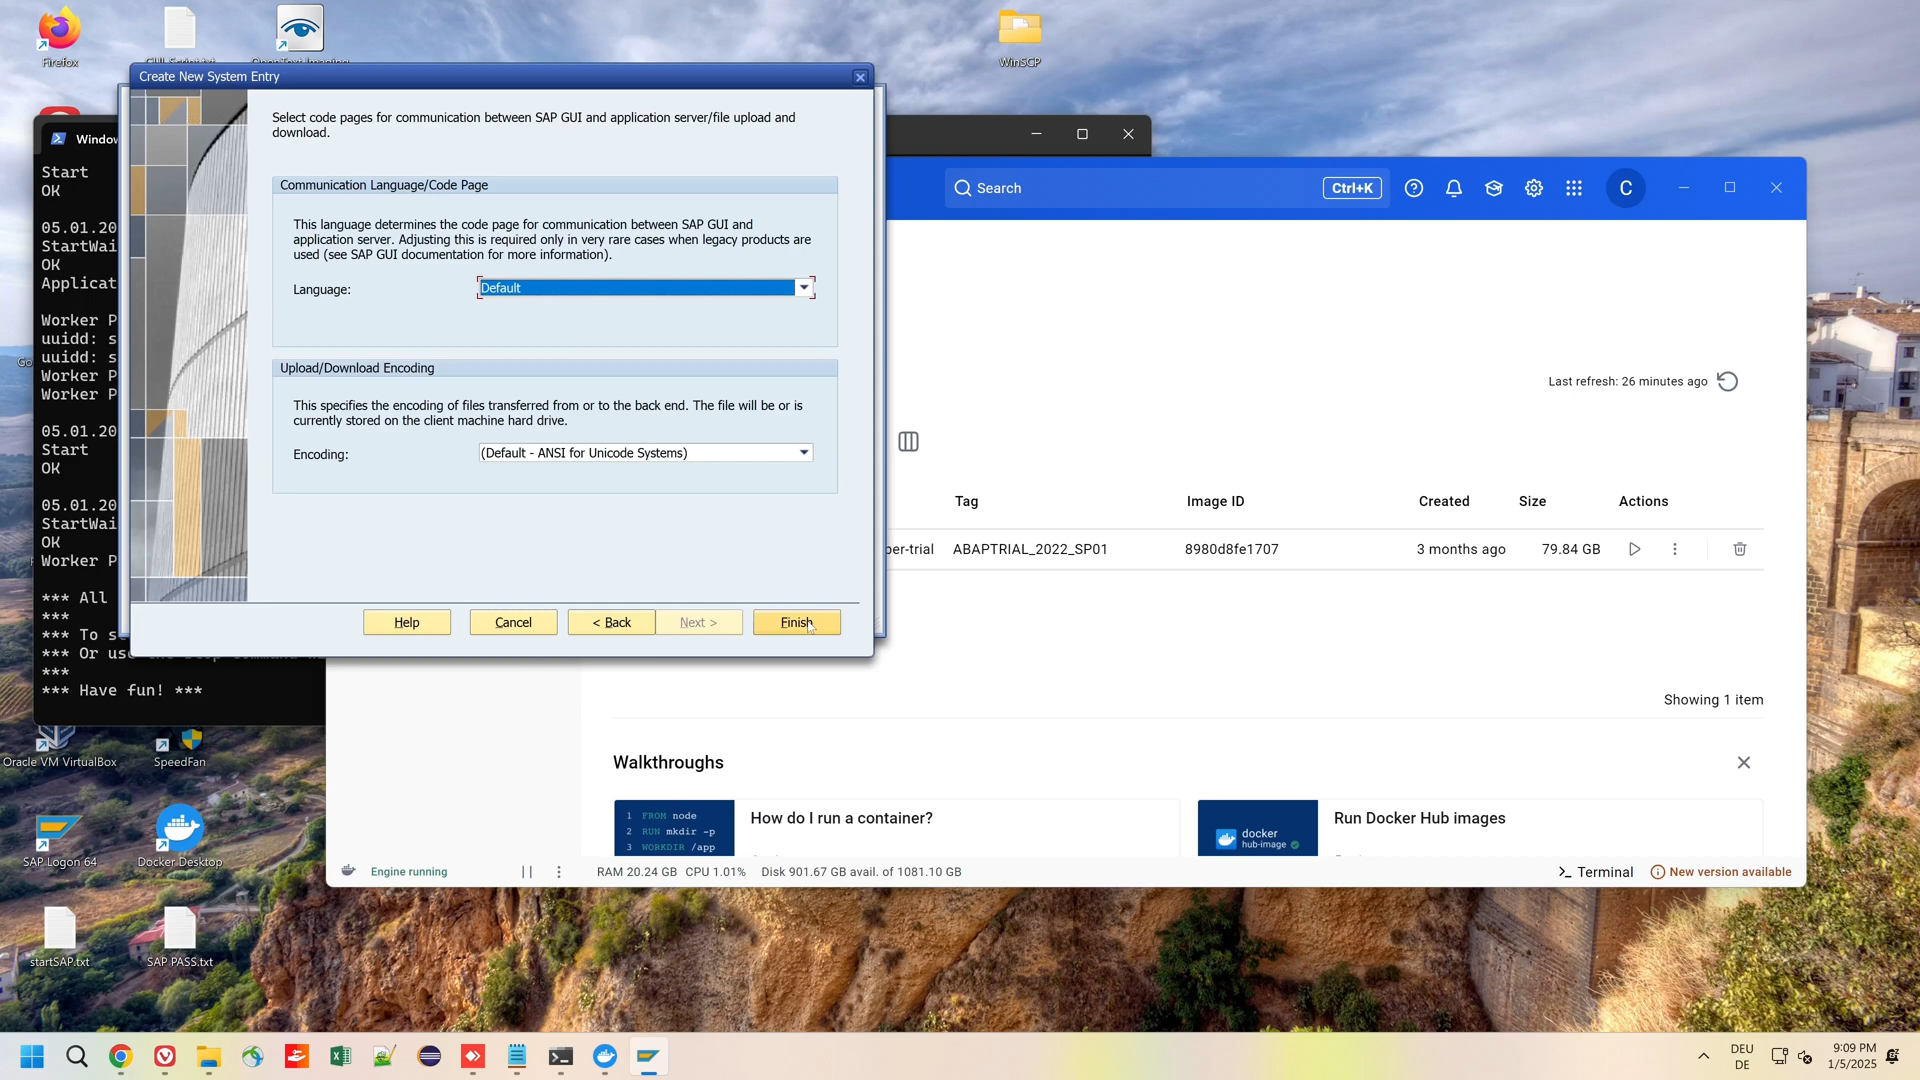 Firefox
WinSCP
Create New System Entry
Select code pages for communication between SAP GUI and application server/file upload and
download.
Communication Language/Code Page
This language determines the code page for communication between SAP GUI and
application server. Adjusting this is required only in very rare cases when legacy products are
used (see SAP GUI documentation for more information).
Language:
Default
Upload/Download Encoding
This specifies the encoding of files transferred from or to the back end. The file will be or is
currently stored on the client machine hard drive.
Encoding:
(Default - ANSI for Unicode Systems)
Help
Cancel
< Back
Next >
Finish
Start
OK
05.01.20
OK
Worker P
uuidd: s
uuidd: s
Worker P
Worker P
05.01.20
Start
OK
05.01.20
OK
Worker P
*** All
***
*** To s
*** Or us
***
*** Have fun! ***
Search
Ctrl+K
C
Last refresh: 26 minutes ago
Tag
Image ID
Created
Size
Actions
per-trial
ABAPTRIAL_2022_SP01
8980d8fe1707
3 months ago
79.84 GB
Showing 1 item
Walkthroughs
1 FROM node
2 RUN mkdir -p
3 WORKDIR /app
How do I run a container?
docker
hub-image
Run Docker Hub images
Engine running
RAM 20.24 GB CPU 1.01% Disk 901.67 GB avail. of 1081.10 GB
Terminal
New version available
Oracle VM VirtualBox
SpeedFan
SAP Logon 64
Docker Desktop
startSAP.txt
SAP PASS.txt
DEU
DE
9:09 PM
1/5/2025